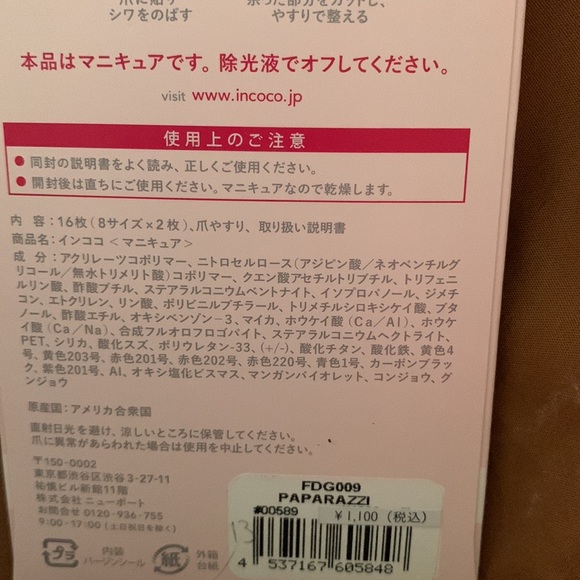 爪に貼り
シワをのばす
余った部分をカットし、
やすりで整える
本品はマニキュアです。除光液でオフしてください。
visit www.incoco.jp
使用上のご注意
● 同封の説明書をよく読み、正しくご使用ください。
● 開封後は直ちにご使用ください。マニキュアなので乾燥します。
内 容：16枚（8サイズ×2枚）、爪やすり、取り扱い説明書
商品名：インココ ＜マニキュア＞
成 分：アクリレーツコポリマー、ニトロセルロース（アジピン酸／ネオペンチルグ
リコール／無水トリメリト酸）コポリマー、クエン酸アセチルトリブチル、トリフェニ
ルリン酸、酢酸ブチル、ステアラルコニウムベントナイト、イソプロパノール、ジメチ
コン、エトクリレン、リン酸、ポリビニルブチラール、トリメチルシロキシケイ酸、ブタ
ノール、酢酸エチル、オキシベンゾン－3、マイカ、ホウケイ酸（Ca／Al）、ホウケ
イ酸（Ca／Na）、合成フルオロフロゴパイト、ステアラルコニウムヘクトライト、
PET、シリカ、酸化スズ、ポリウレタン-33、(+/-)、酸化チタン、酸化鉄、黄色4
号、黄色203号、赤色201号、赤色202号、赤色220号、青色1号、カーボンブラッ
ク、紫色201号、Al、オキシ塩化ビスマス、マンガンバイオレット、コンジョウ、グ
ンジョウ
原産国：アメリカ合衆国
直射日光を避け、涼しいところに保管してください。
爪に異常があらわれた場合は使用を中止してください。
〒150-0002
東京都渋谷区渋谷3-27-11
祐俊ビル新館11階
株式会社 ニューポート
お問合せ 0120-936-755
9:00-17:00（土日祝日を除く）
プラ
内装
バージンシール
紙
外箱
台紙
FDG009
PAPARAZZI
#00589
￥1,100（税込）
13
4 537167 605848